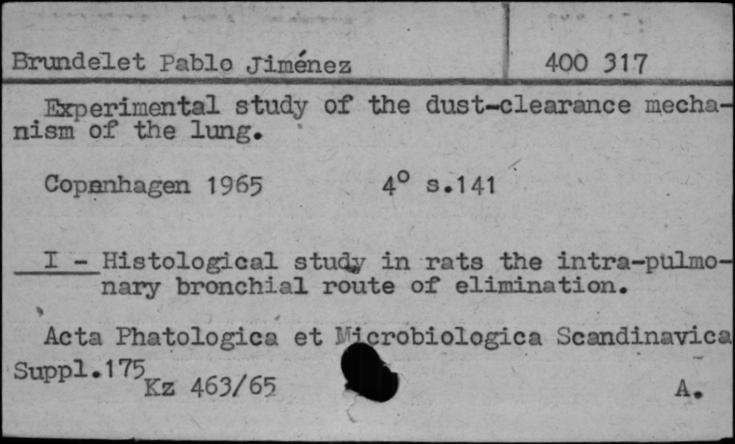 Brundelet Pablo Jiménez 400 317
Experimental study of the dust-clearance mecha-
nism of the lung.
Copenhagen 1965 4° s.141
I - Histological study in rats the intra-pulmo-
nary bronchial route of elimination.
Acta Phatologica et Microbiologica Scandinavica
Suppl.175
Kz 463/65 A.